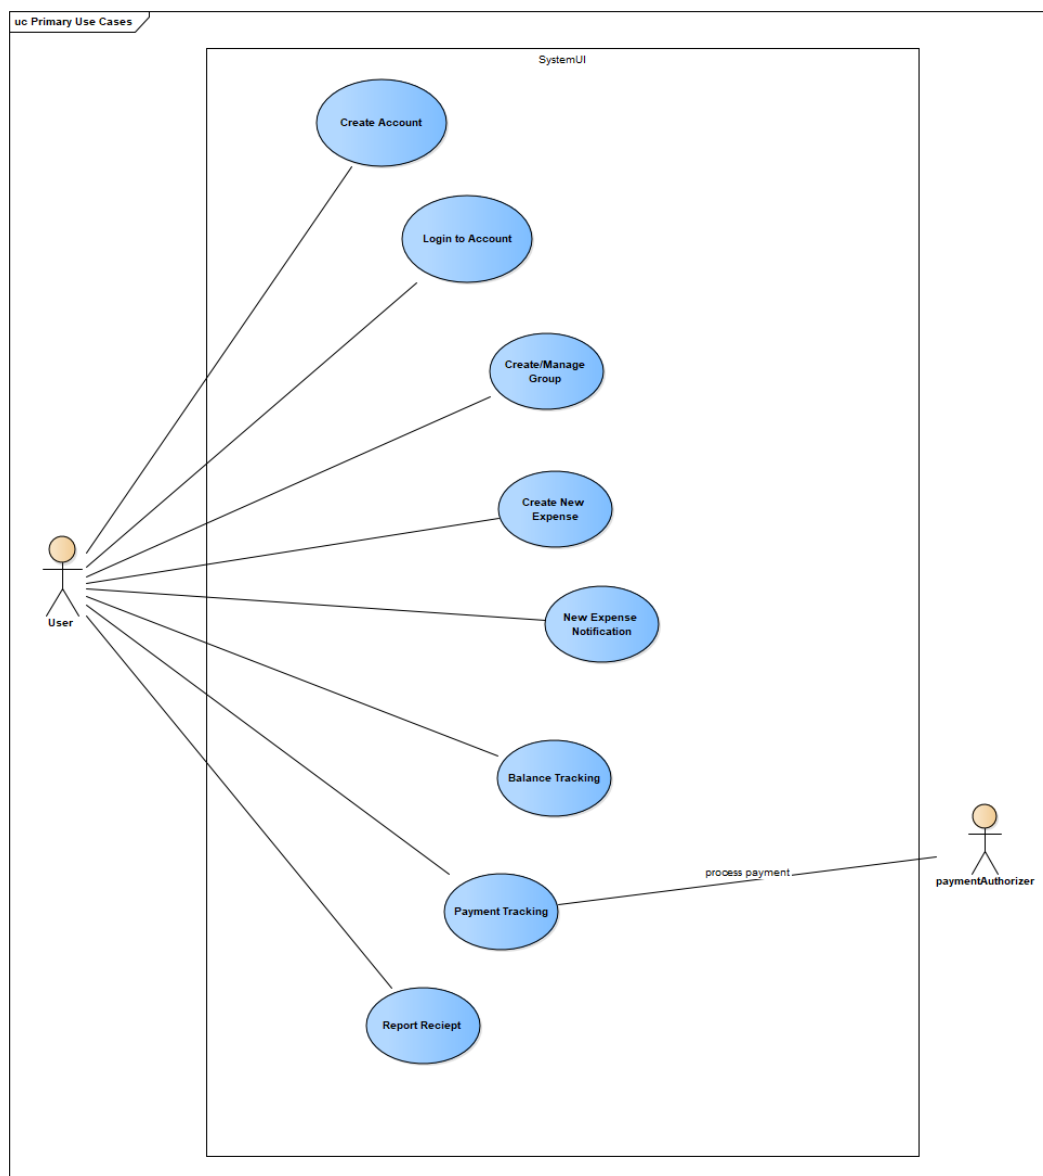 uc Primary Use Cases
SystemUI
Create Account
Login to Account
Create/Manage
Group
Create New
Expense
User
New Expense
Notification
Balance Tracking
process payment
paymentAuthorizer
Payment Tracking
Report Reciept